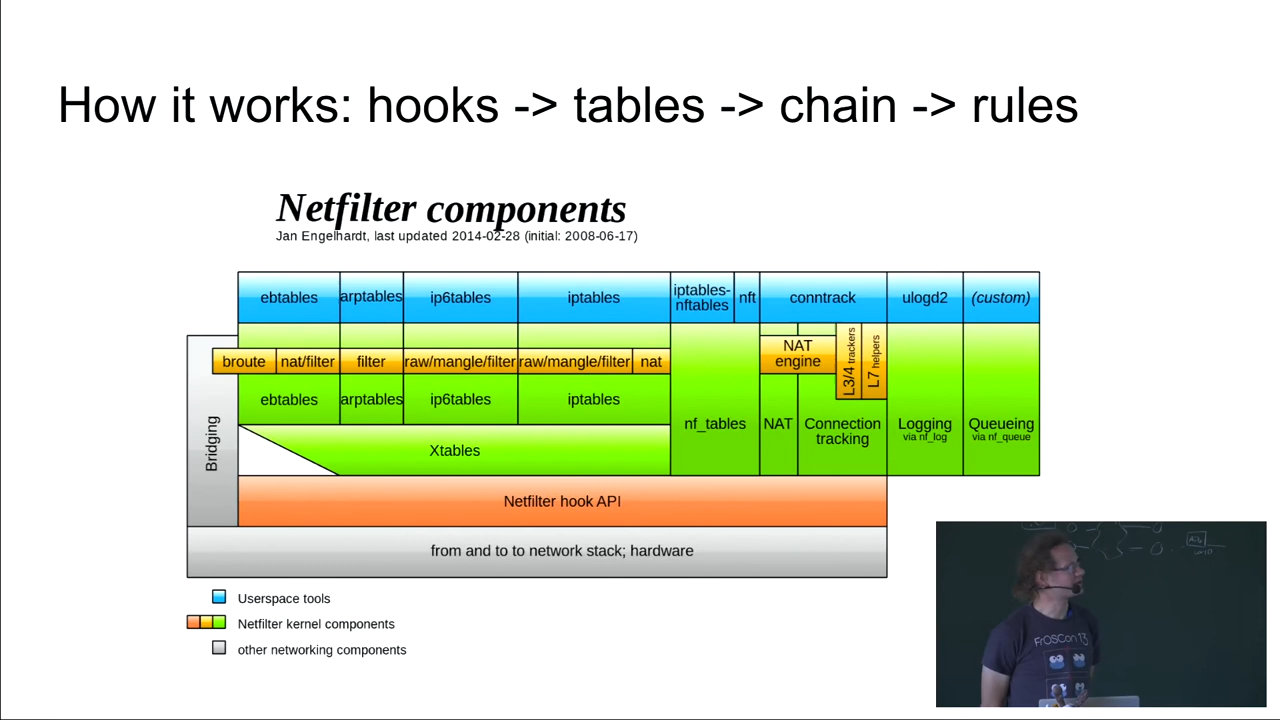 How it works: hooks -> tables -> chain -> rules
Netfilter components
Jan Engelhardt, last updated 2014-02-28 (initial: 2008-06-17)
ebtables
arptables
ip6tables
iptables
iptables-
nftables
nft
conntrack
ulogd2
(custom)
broute
nat/filter
filter
raw/mangle/filter
raw/mangle/filter
nat
NAT
engine
L3/4 trackers
L7 helpers
ebtables
arptables
ip6tables
iptables
nf_tables
NAT
Connection
tracking
Logging
via nf_log
Queueing
via nf_queue
Bridging
Xtables
Netfilter hook API
from and to to network stack; hardware
Userspace tools
Netfilter kernel components
other networking components
FrOSCon 13